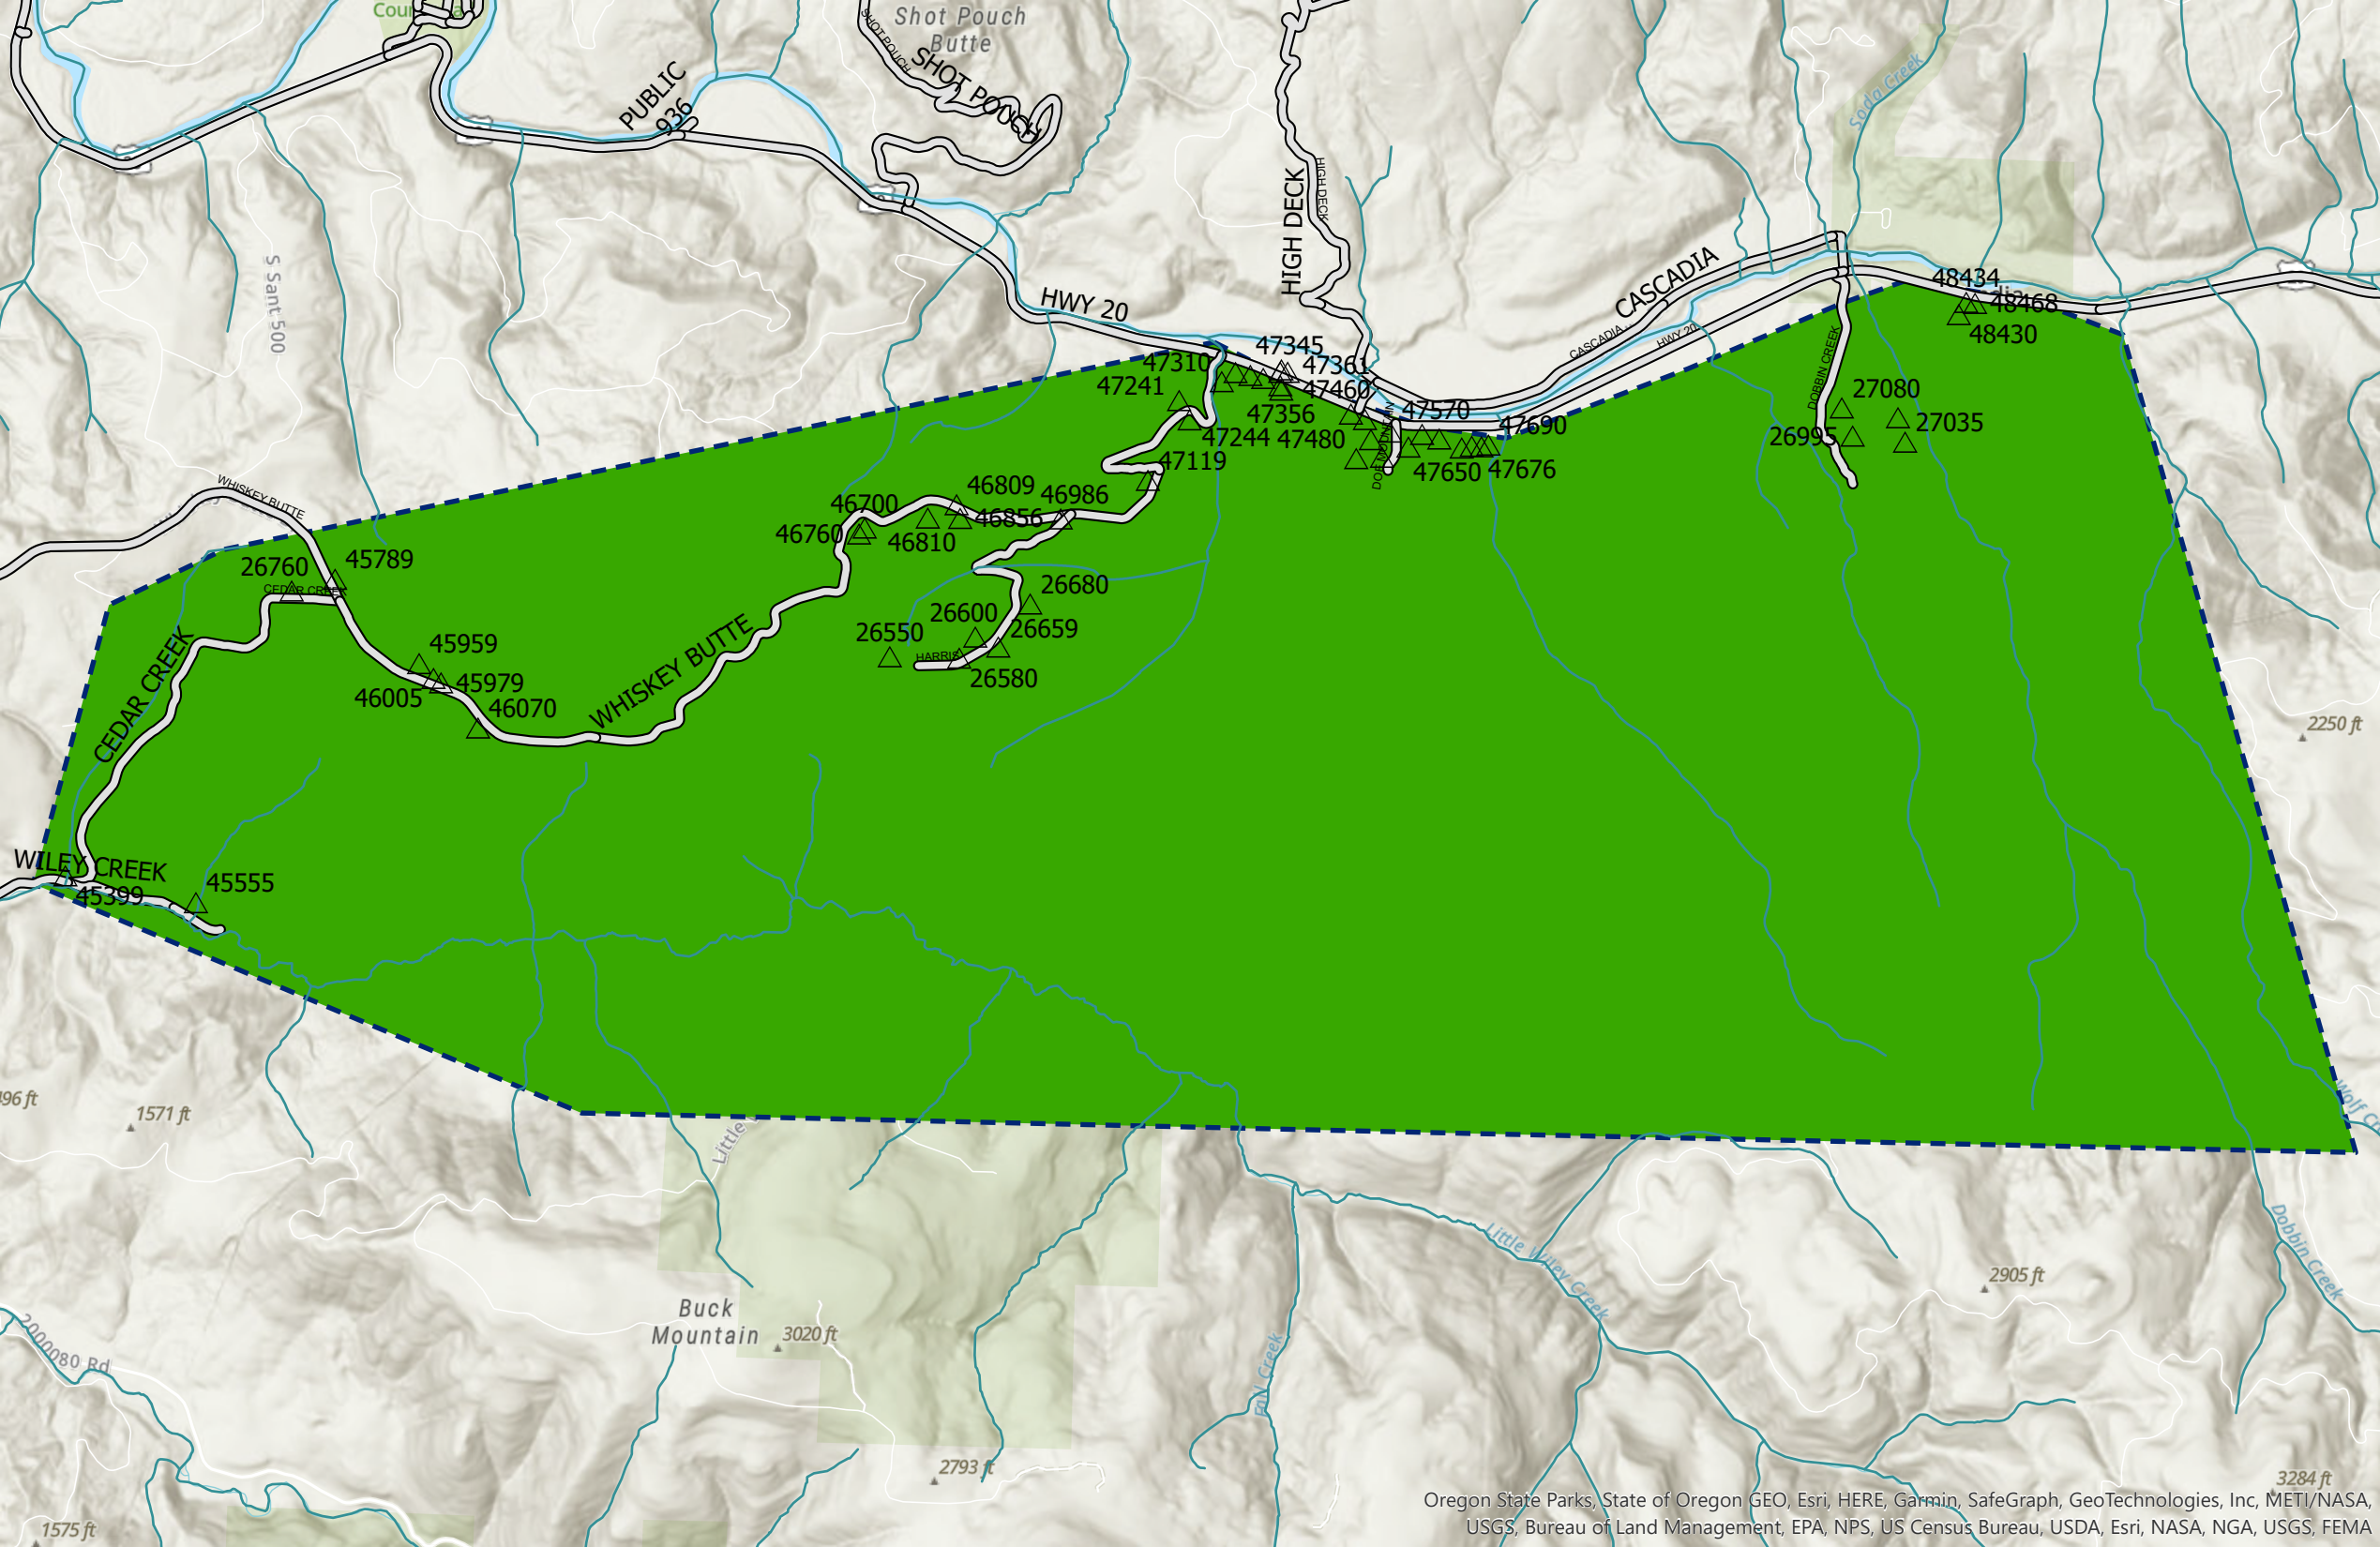 Shot Pouch
Butte
SHOT POUCH
SHOT POUCH
PUBLIC
936
S Sant 500
HIGH DECK
HIGH DECK
Soda Creek
HWY 20
CASCADIA
CASCADIA
HWY 20
48434
48468
48430
DOBBIN CREEK
47345
47310
47361
47241
47460
47356
47570
47244
47480
47690
27080
27035
26995
47119
47650
47676
WHISKEY BUTTE
46809
46986
46700
46856
46760
46810
45789
26760
CEDAR CREEK
26680
26600
26550
26659
HARRIS
26580
45959
45979
46005
46070
CEDAR CREEK
WHISKEY BUTTE
2250 ft
WILEY CREEK
45399
45555
496 ft
1571 ft
Little
Dobbin Creek
Little Wiley Creek
2905 ft
Buck
Mountain
3020 ft
2000080 Rd
2793 ft
3284 ft
1575 ft
Oregon State Parks, State of Oregon GEO, Esri, HERE, Garmin, SafeGraph, GeoTechnologies, Inc, METI/NASA,
USGS, Bureau of Land Management, EPA, NPS, US Census Bureau, USDA, Esri, NASA, NGA, USGS, FEMA